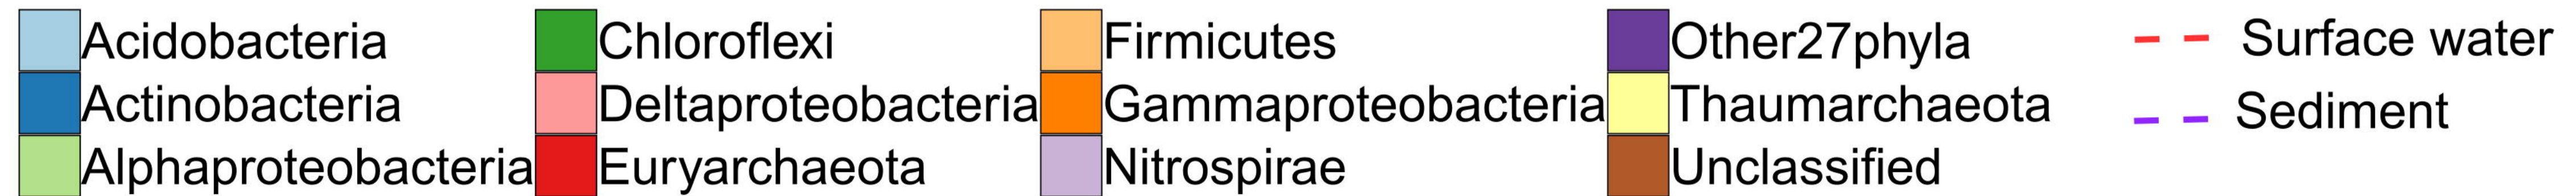 Acidobacteria
Actinobacteria
Alphaproteobacteria
Chloroflexi
Deltaproteobacteria
Euryarchaeota
Firmicutes
Gammaproteobacteria
Nitrospirae
Other27phyla
Thaumarchaeota
Unclassified
Surface water
Sediment